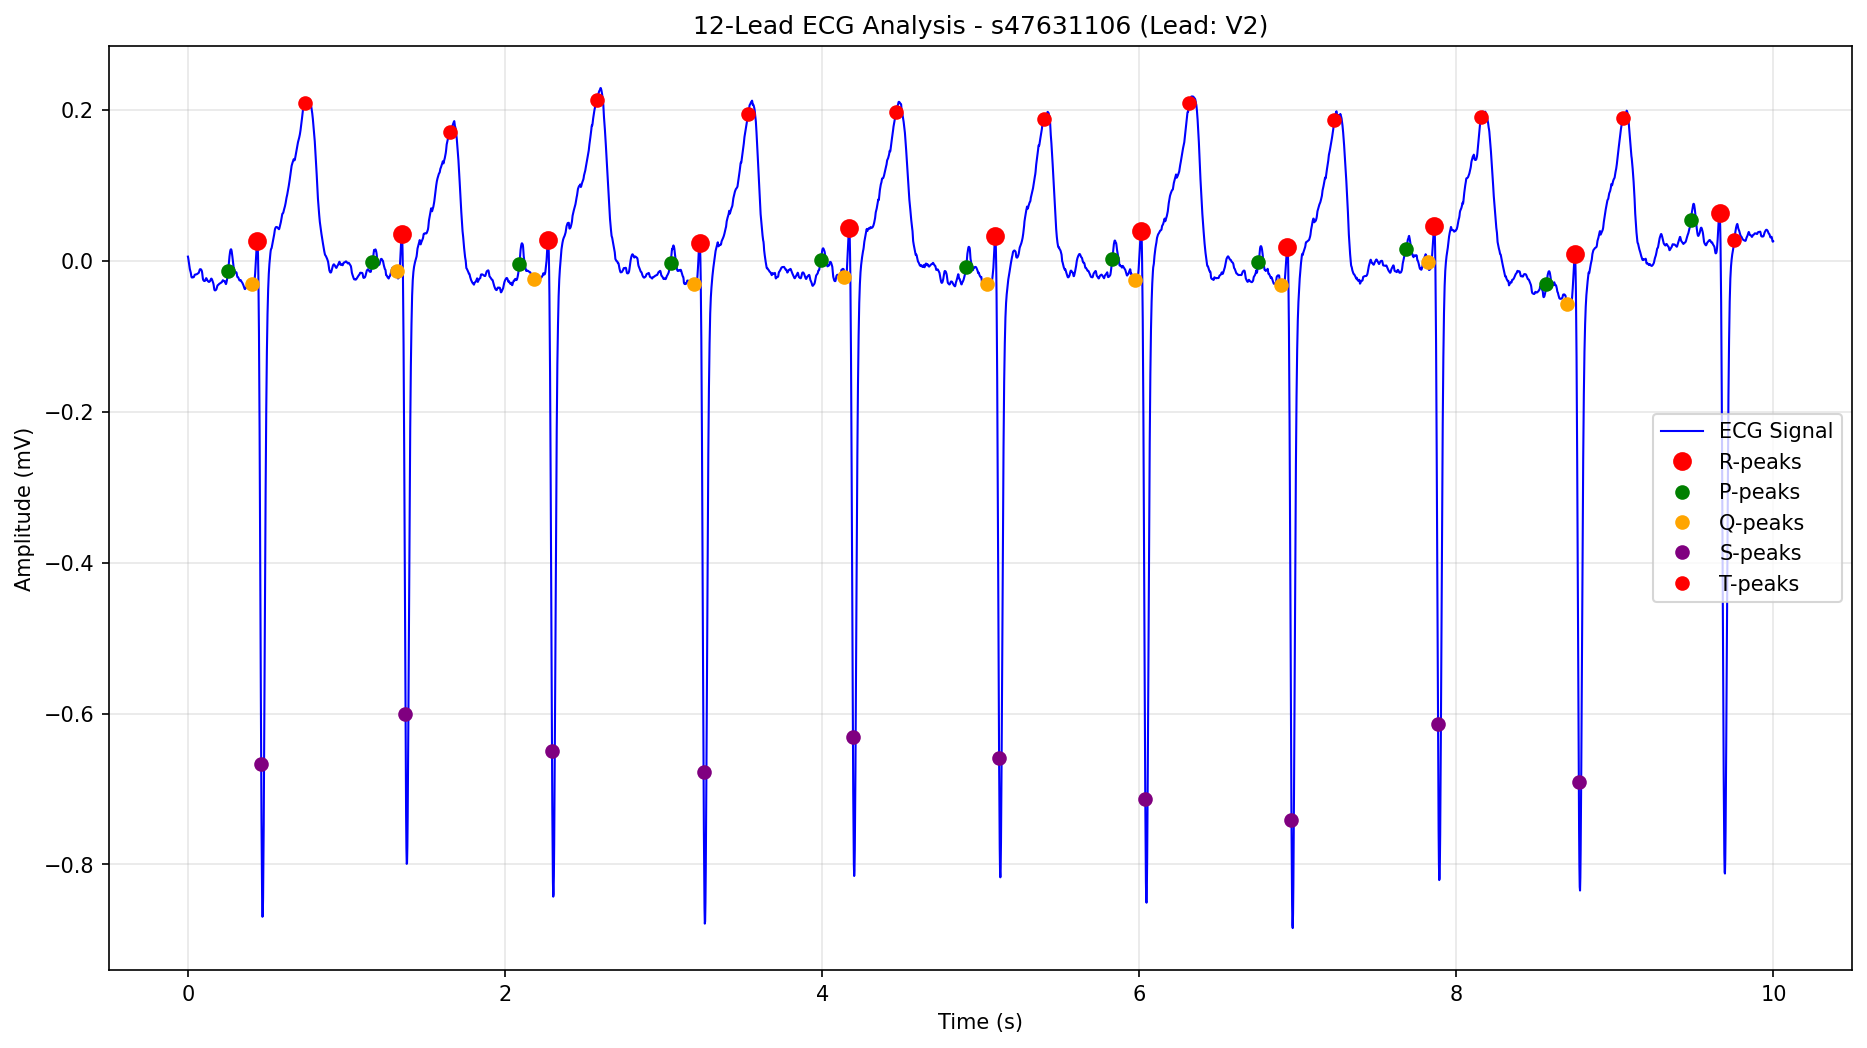 12-Lead ECG Analysis - s47631106 (Lead: V2)
Amplitude (mV)
0.2
0.0
−0.2
−0.4
−0.6
−0.8
ECG Signal
R-peaks
P-peaks
Q-peaks
S-peaks
T-peaks
0 2 4 6 8 10
Time (s)